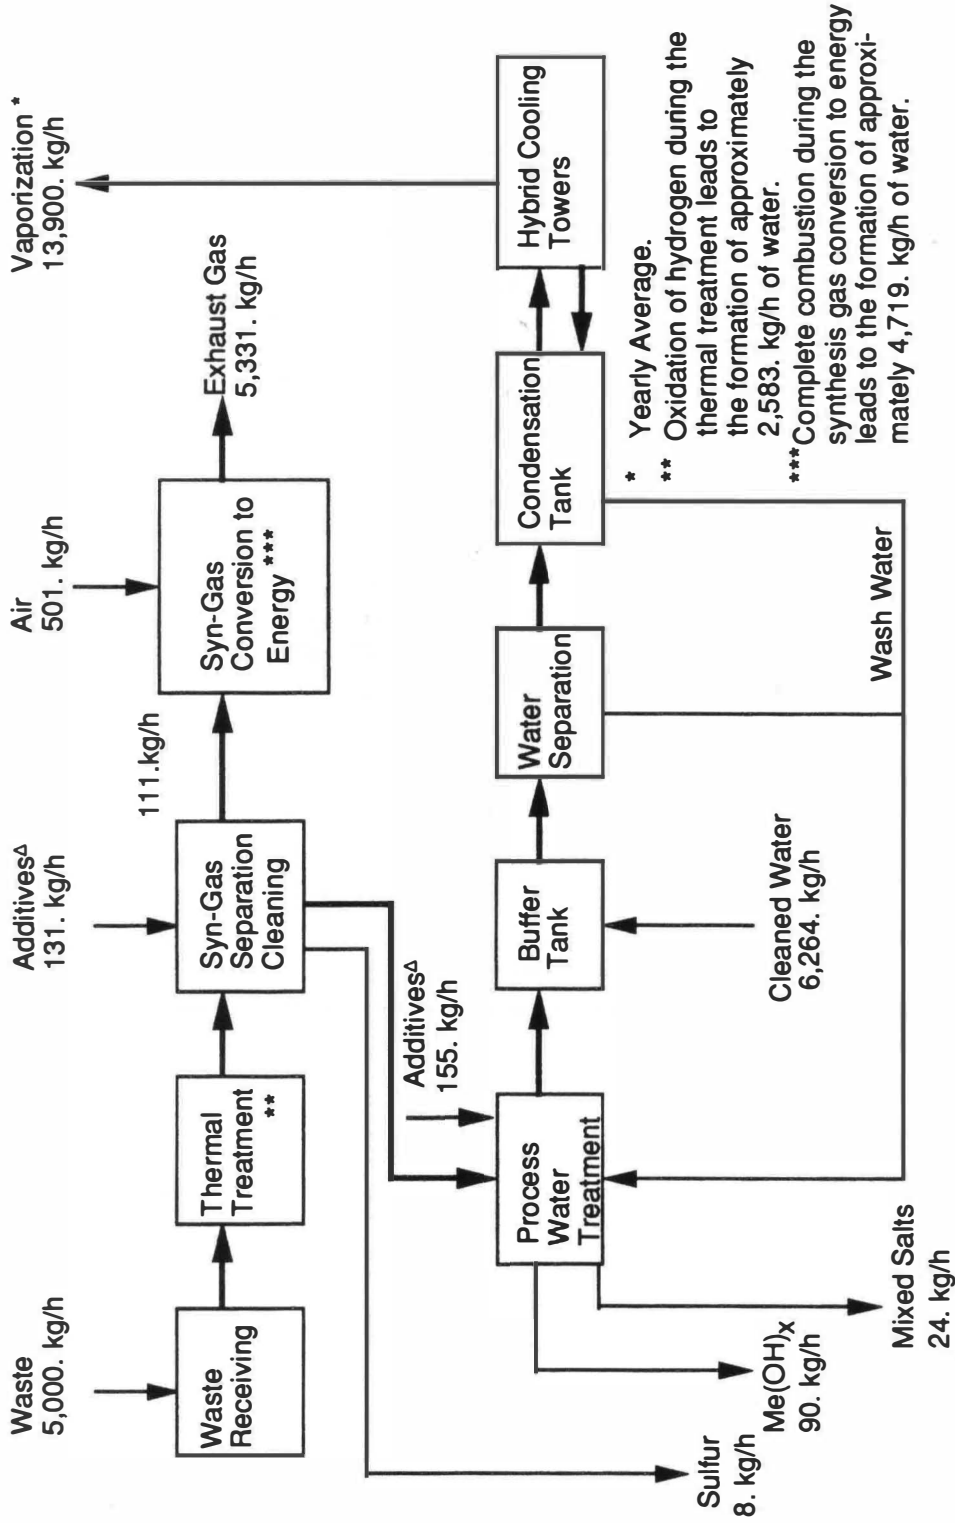 Waste
5,000. kg/h
Additives∆
131. kg/h
Air
501. kg/h
Vaporization *
13,900. kg/h
Waste
Receiving
Thermal
Treatment
**
Syn-Gas
Separation
Cleaning
111.kg/h
Syn-Gas
Conversion to
Energy ***
Exhaust Gas
5,331. kg/h
Additives∆
155. kg/h
Process
Water
Treatment
Buffer
Tank
Water
Separation
Condensation
Tank
Hybrid Cooling
Towers
Sulfur
8. kg/h
Me(OH)x
90. kg/h
Mixed Salts
24. kg/h
Cleaned Water
6,264. kg/h
Wash Water
* Yearly Average.
** Oxidation of hydrogen during the
thermal treatment leads to
the formation of approximately
2,583. kg/h of water.
***Complete combustion during the
synthesis gas conversion to energy
leads to the formation of approxi-
mately 4,719. kg/h of water.